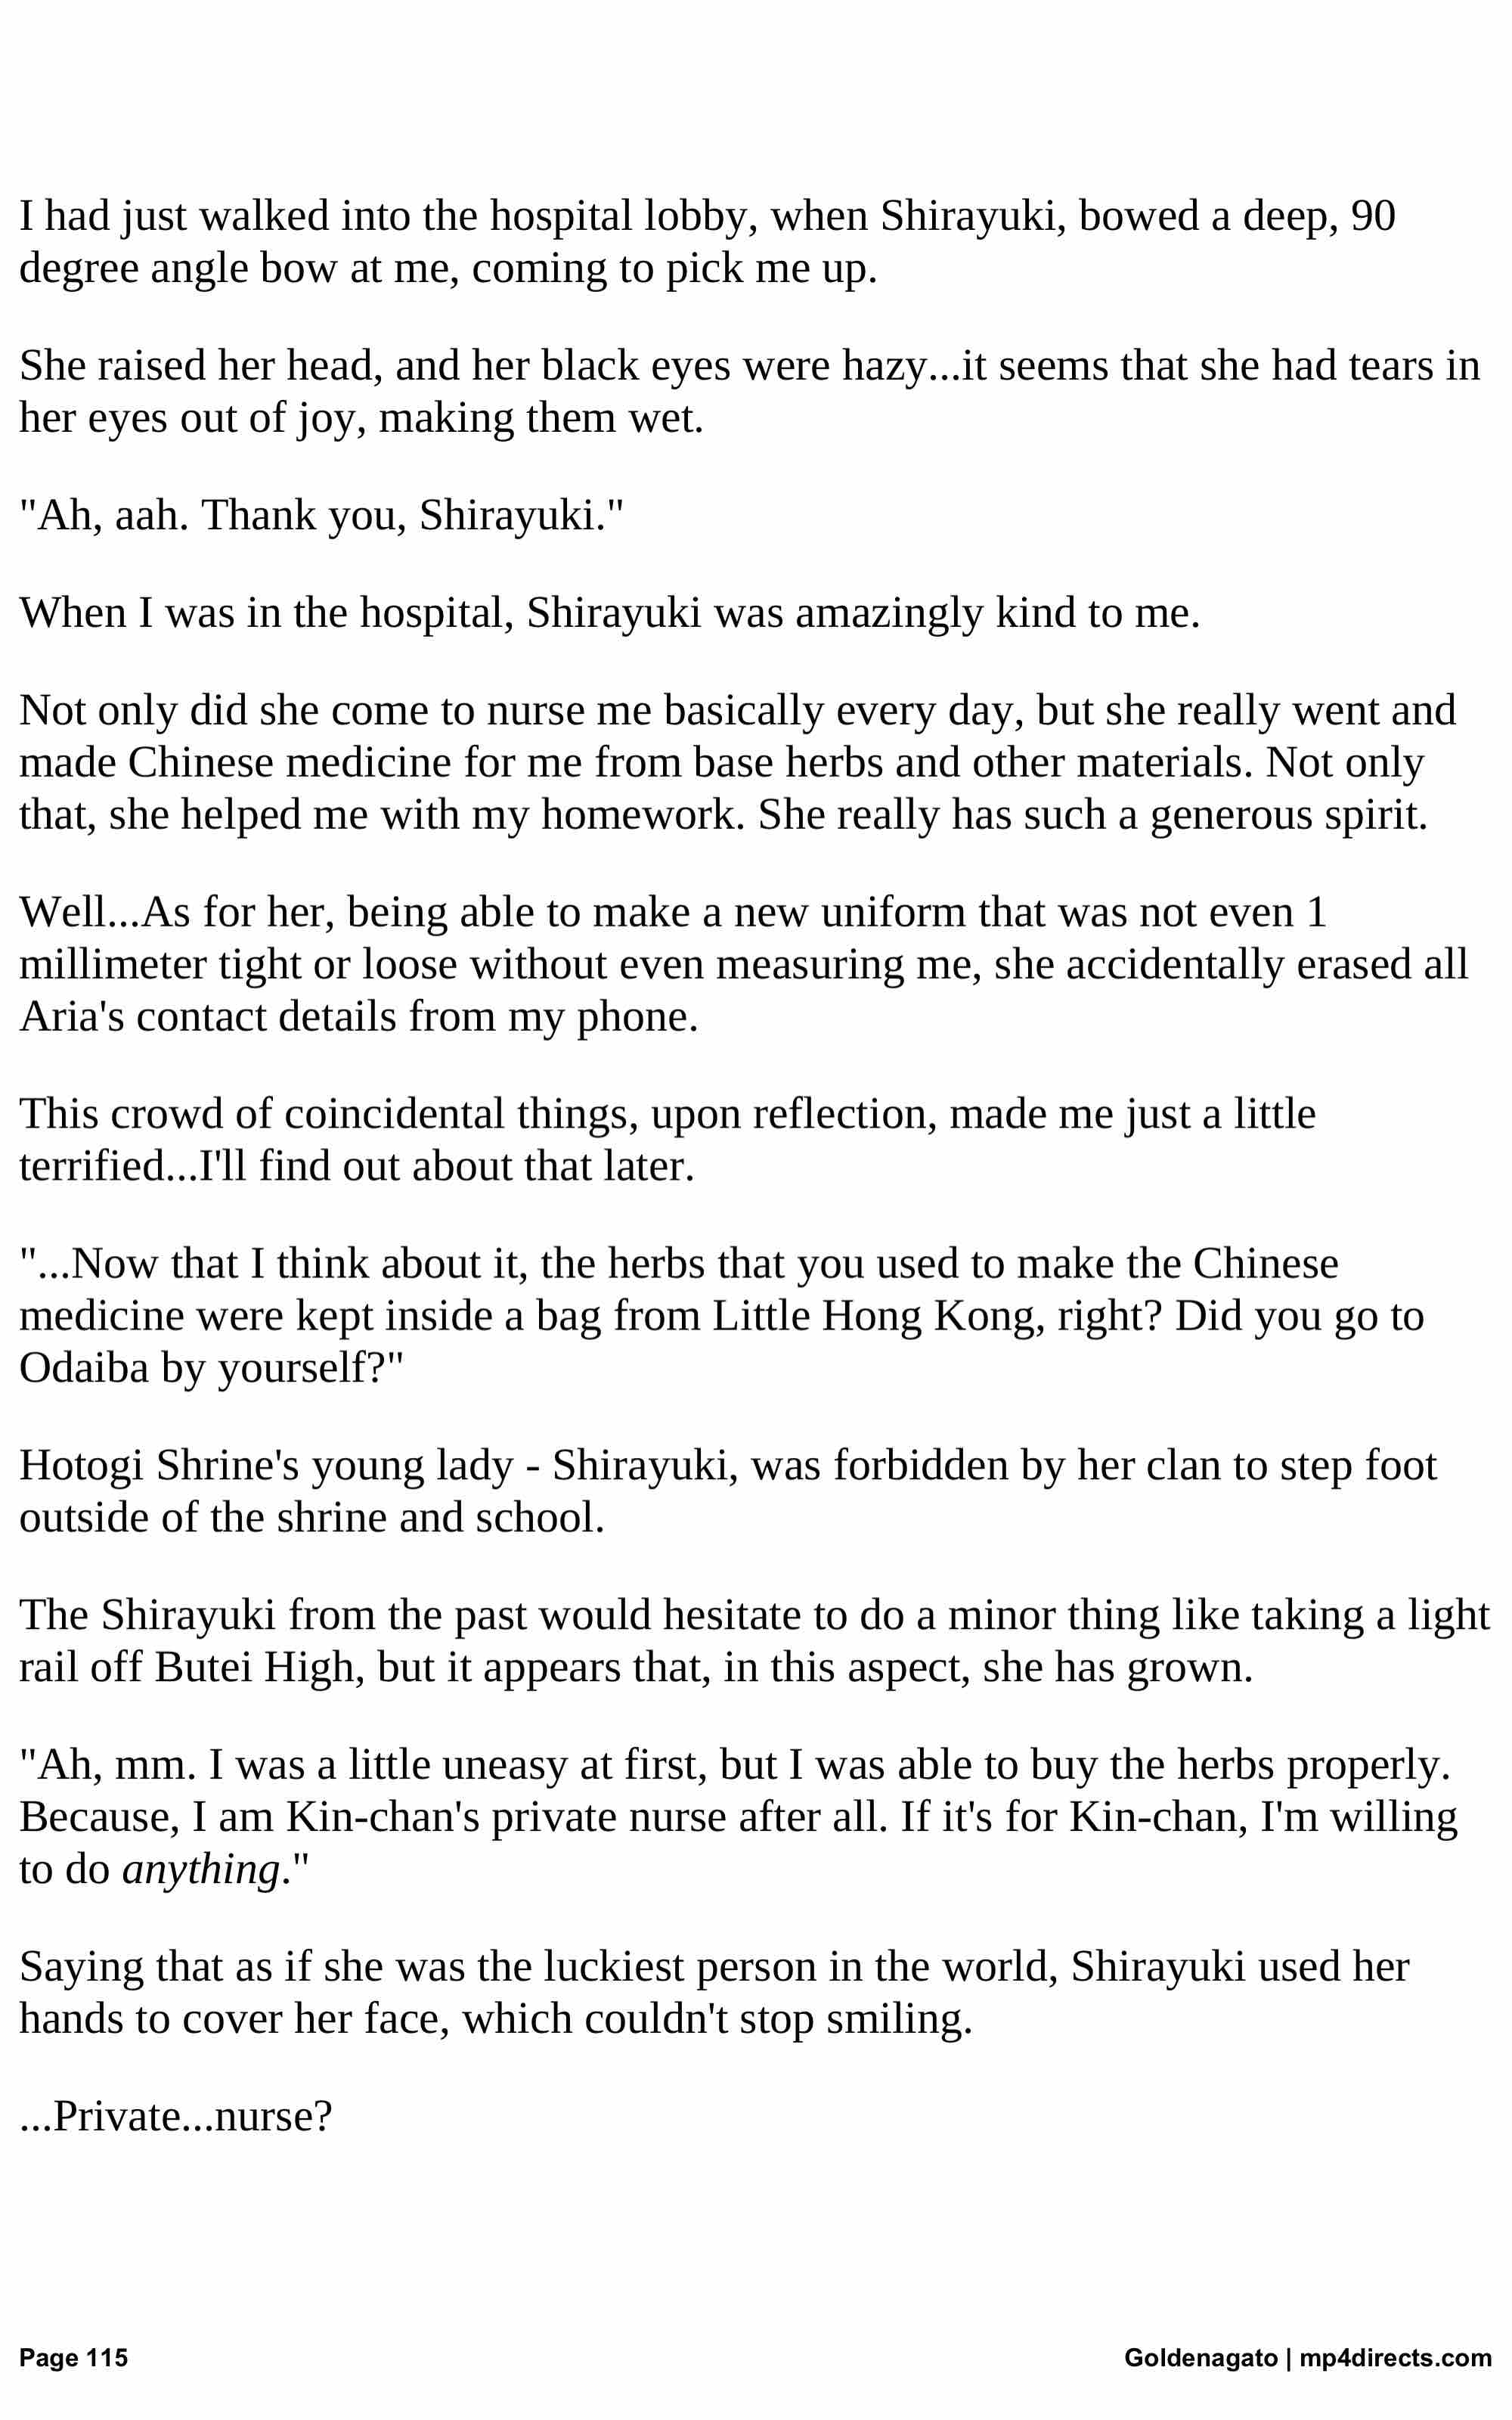 I had just walked into the hospital lobby, when Shirayuki, bowed a deep, 90
degree angle bow at me, coming to pick me up.
She raised her head, and her black eyes were hazy...it seems that she had tears in
her eyes out of joy, making them wet.
"Ah, aah. Thank you, Shirayuki."
When I was in the hospital, Shirayuki was amazingly kind to me.
Not only did she come to nurse me basically every day, but she really went and
made Chinese medicine for me from base herbs and other materials. Not only
that, she helped me with my homework. She really has such a generous spirit.
Well...As for her, being able to make a new uniform that was not even 1
millimeter tight or loose without even measuring me, she accidentally erased all
Aria's contact details from my phone.
This crowd of coincidental things, upon reflection, made me just a little
terrified...I'll find out about that later.
"...Now that I think about it, the herbs that you used to make the Chinese
medicine were kept inside a bag from Little Hong Kong, right? Did you go to
Odaiba by yourself?"
Hotogi Shrine's young lady - Shirayuki, was forbidden by her clan to step foot
outside of the shrine and school.
The Shirayuki from the past would hesitate to do a minor thing like taking a light
rail off Butei High, but it appears that, in this aspect, she has grown.
"Ah, mm. I was a little uneasy at first, but I was able to buy the herbs properly.
Because, I am Kin-chan's private nurse after all. If it's for Kin-chan, I'm willing
to do anything."
Saying that as if she was the luckiest person in the world, Shirayuki used her
hands to cover her face, which couldn't stop smiling.
...Private...nurse?
Page 115
Goldenagato | mp4directs.com